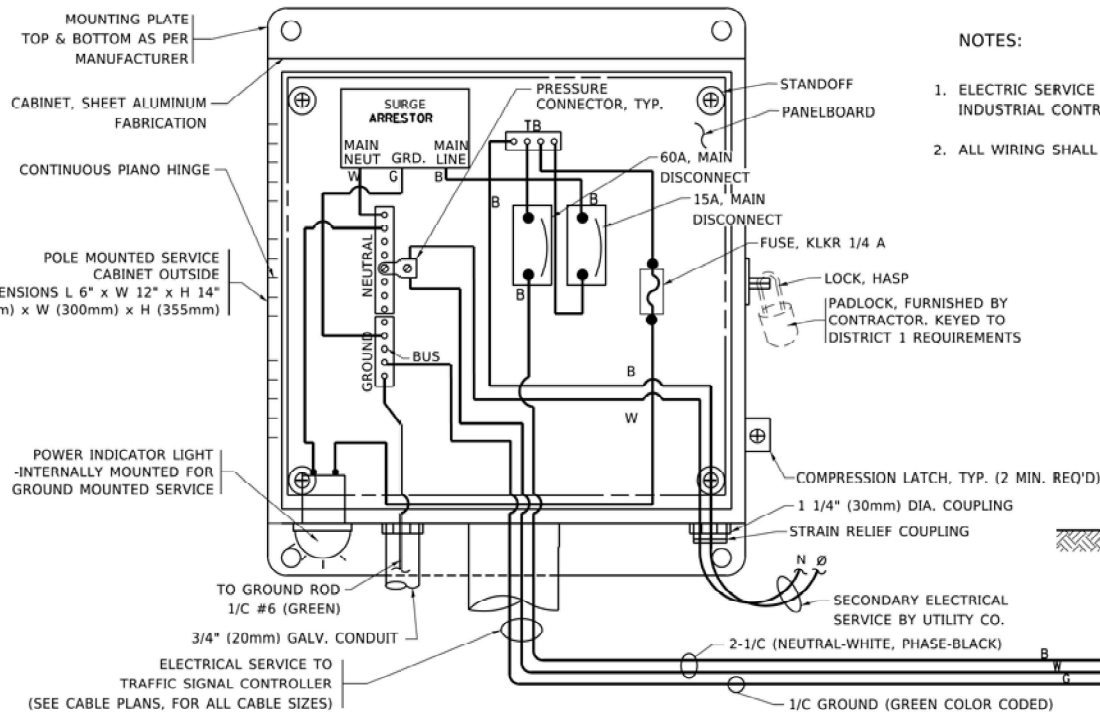 MOUNTING PLATE
TOP & BOTTOM AS PER
MANUFACTURER
CABINET, SHEET ALUMINUM
FABRICATION
CONTINUOUS PIANO HINGE
POLE MOUNTED SERVICE
CABINET OUTSIDE
ENSIONS L 6" x W 12" x H 14"
m) x W (300mm) x H (355mm)
POWER INDICATOR LIGHT
-INTERNALLY MOUNTED FOR
GROUND MOUNTED SERVICE
TO GROUND ROD
1/C #6 (GREEN)
3/4" (20mm) GALV. CONDUIT
ELECTRICAL SERVICE TO
TRAFFIC SIGNAL CONTROLLER
(SEE CABLE PLANS, FOR ALL CABLE SIZES)
SURGE
ARRESTOR
MAIN
NEUT
GRD.
MAIN
LINE
W
G
B
PRESSURE
CONNECTOR, TYP.
TB
60A, MAIN
DISCONNECT
15A, MAIN
DISCONNECT
B
B
B
NEUTRAL
GROUND
BUS
B
W
STANDOFF
PANELBOARD
FUSE, KLKR 1/4 A
LOCK, HASP
PADLOCK, FURNISHED BY
CONTRACTOR. KEYED TO
DISTRICT 1 REQUIREMENTS
COMPRESSION LATCH, TYP. (2 MIN. REQ'D)
1 1/4" (30mm) DIA. COUPLING
STRAIN RELIEF COUPLING
N Ø
SECONDARY ELECTRICAL
SERVICE BY UTILITY CO.
2-1/C (NEUTRAL-WHITE, PHASE-BLACK)
B
W
G
1/C GROUND (GREEN COLOR CODED)
NOTES:
1. ELECTRIC SERVICE
INDUSTRIAL CONTR
2. ALL WIRING SHALL